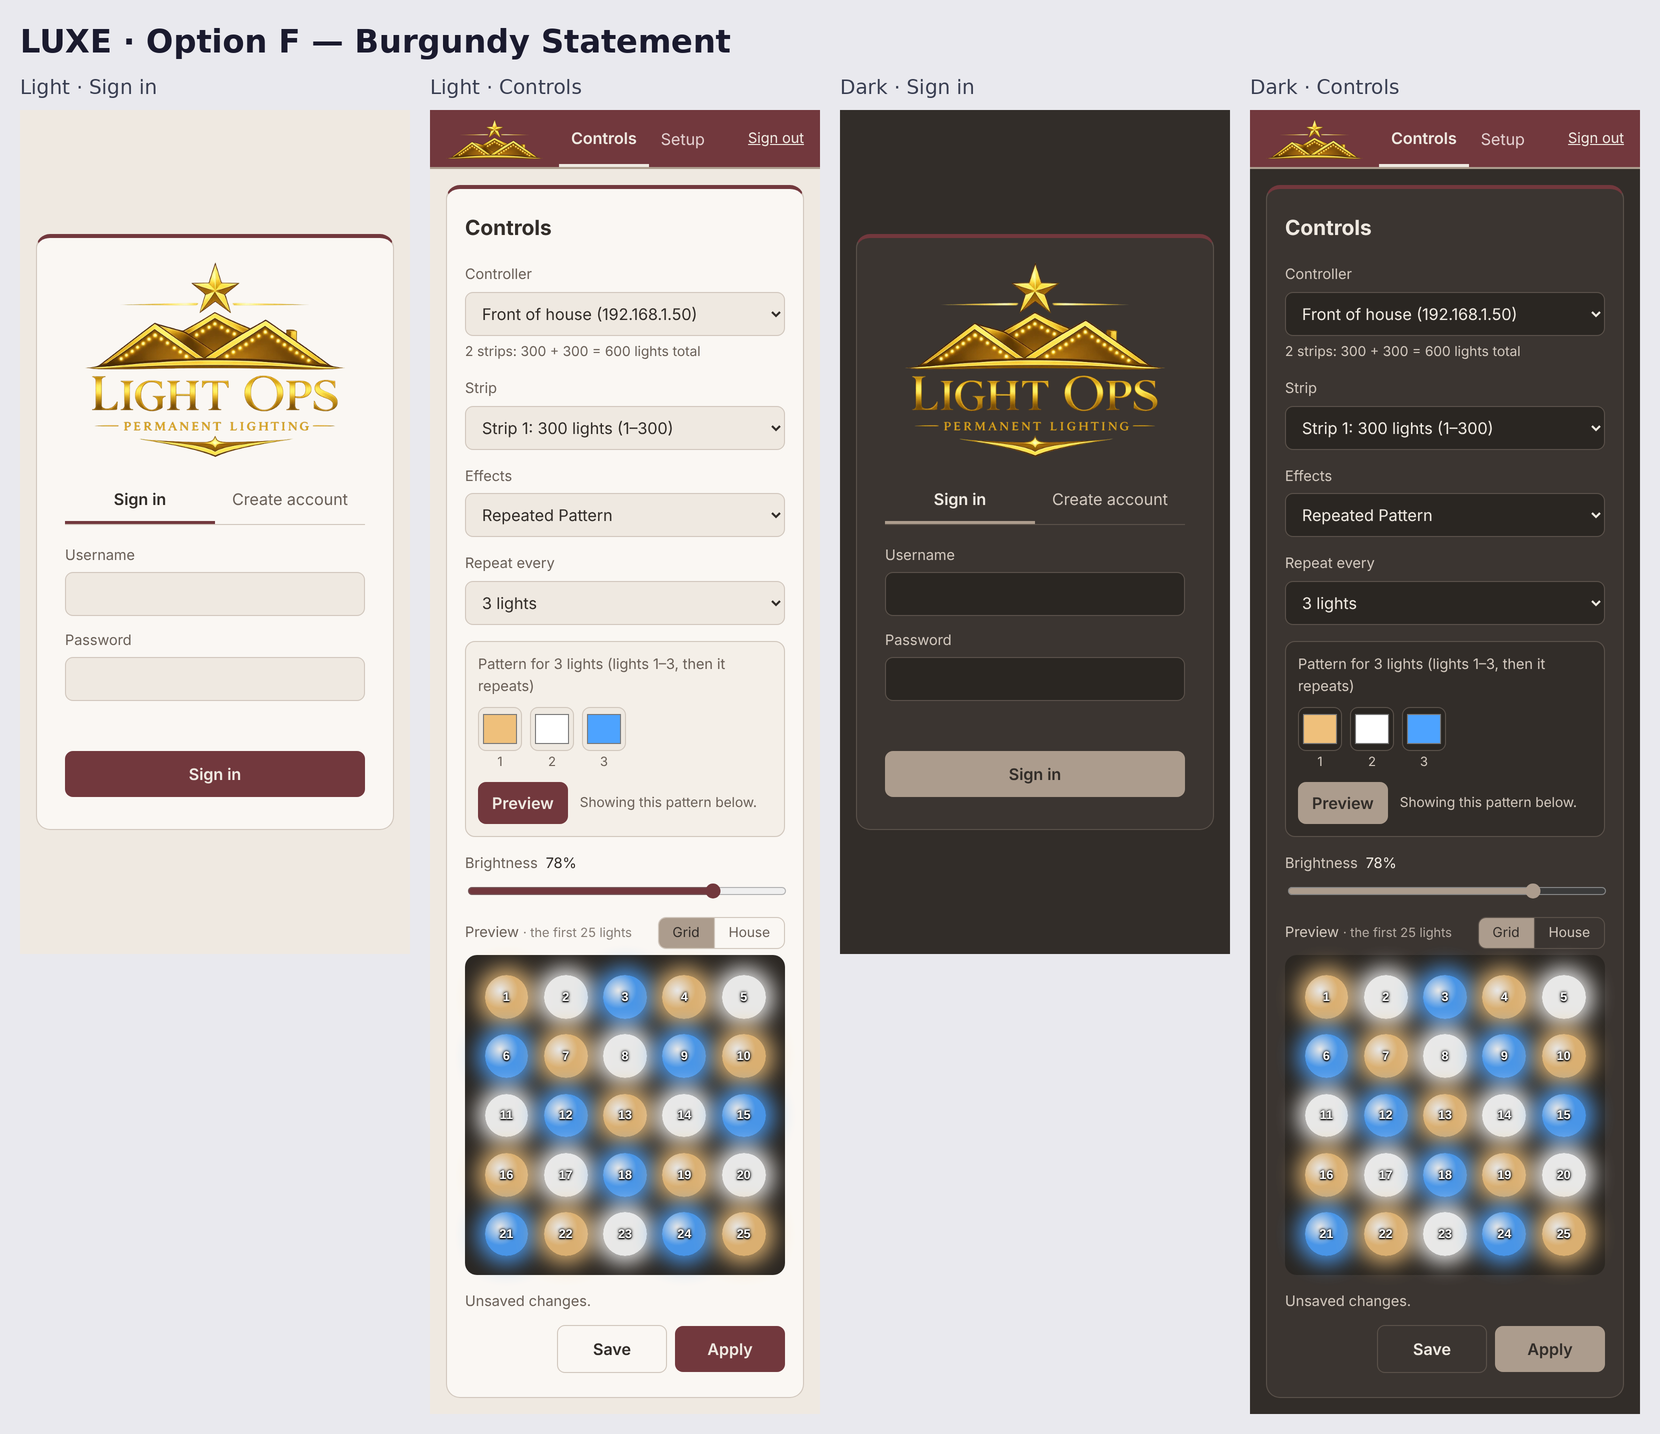 LUXE · Option F — Burgundy Statement
Light · Sign in
LIGHT OPS
PERMANENT LIGHTING
Sign in
Create account
Username
Password
Sign in
Light · Controls
Controls
Setup
Sign out
Controls
Controller
Front of house (192.168.1.50)
2 strips: 300 + 300 = 600 lights total
Strip
Strip 1: 300 lights (1–300)
Effects
Repeated Pattern
Repeat every
3 lights
Pattern for 3 lights (lights 1–3, then it
repeats)
1 2 3
Preview
Showing this pattern below.
Brightness 78%
Preview · the first 25 lights
Grid
House
1 2 3 4 5
6 7 8 9 10
11 12 13 14 15
16 17 18 19 20
21 22 23 24 25
Unsaved changes.
Save
Apply
Dark · Sign in
LIGHT OPS
PERMANENT LIGHTING
Sign in
Create account
Username
Password
Sign in
Dark · Controls
Controls
Setup
Sign out
Controls
Controller
Front of house (192.168.1.50)
2 strips: 300 + 300 = 600 lights total
Strip
Strip 1: 300 lights (1–300)
Effects
Repeated Pattern
Repeat every
3 lights
Pattern for 3 lights (lights 1–3, then it
repeats)
1 2 3
Preview
Showing this pattern below.
Brightness 78%
Preview · the first 25 lights
Grid
House
1 2 3 4 5
6 7 8 9 10
11 12 13 14 15
16 17 18 19 20
21 22 23 24 25
Unsaved changes.
Save
Apply